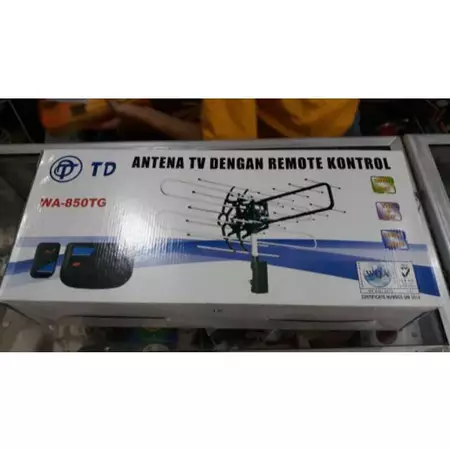 TD
ANTENA TV DENGAN REMOTE KONTROL
WA-850TG